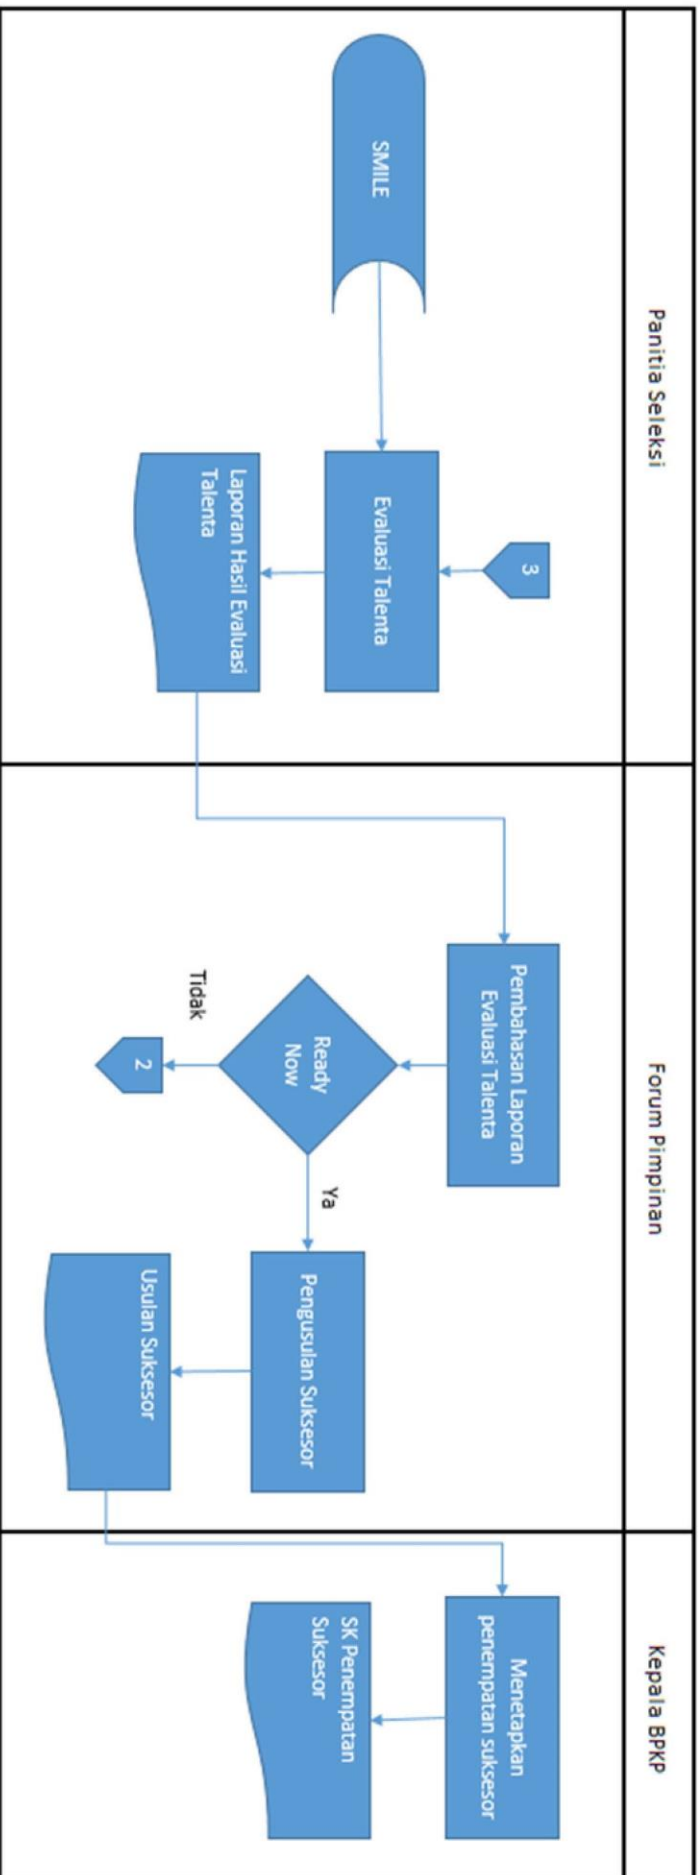 Panitia Seleksi
Forum Pimpinan
Kepala BPKP
SMILE
3
Evaluasi Talenta
Laporan Hasil Evaluasi
Talenta
Pembahasan Laporan
Evaluasi Talenta
Ready
Now
Tidak
2
Ya
Pengusulan Suksesor
Usulan Suksesor
Menetapkan
penempatan suksesor
SK Penempatan
Suksesor